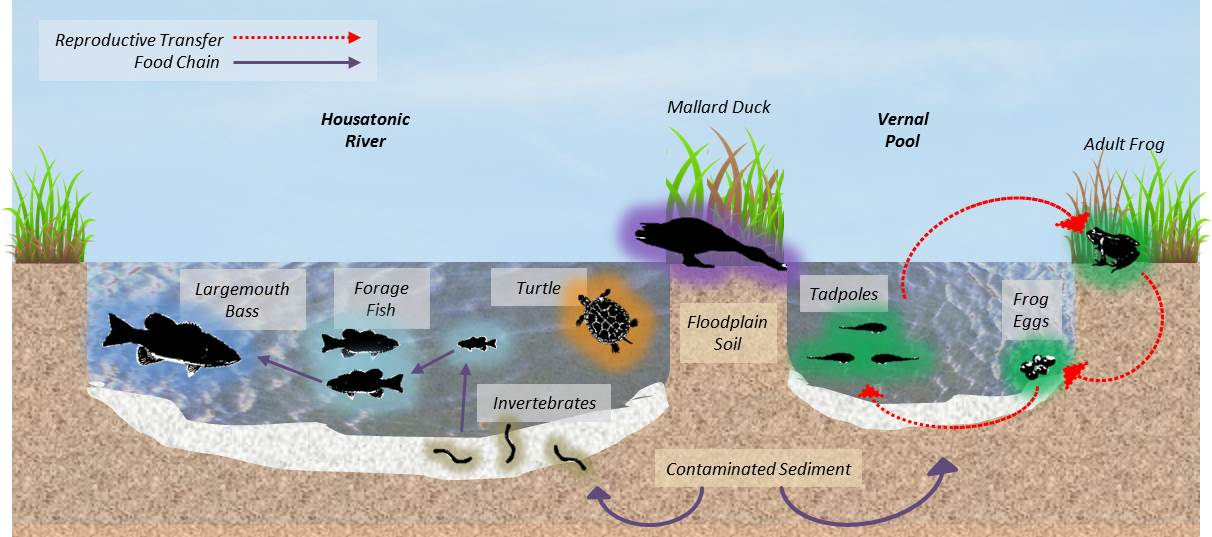 Reproductive Transfer
Food Chain
Housatonic
River
Mallard Duck
Vernal
Pool
Adult Frog
Largemouth
Bass
Forage
Fish
Turtle
Floodplain
Soil
Tadpoles
Frog
Eggs
Invertebrates
Contaminated Sediment